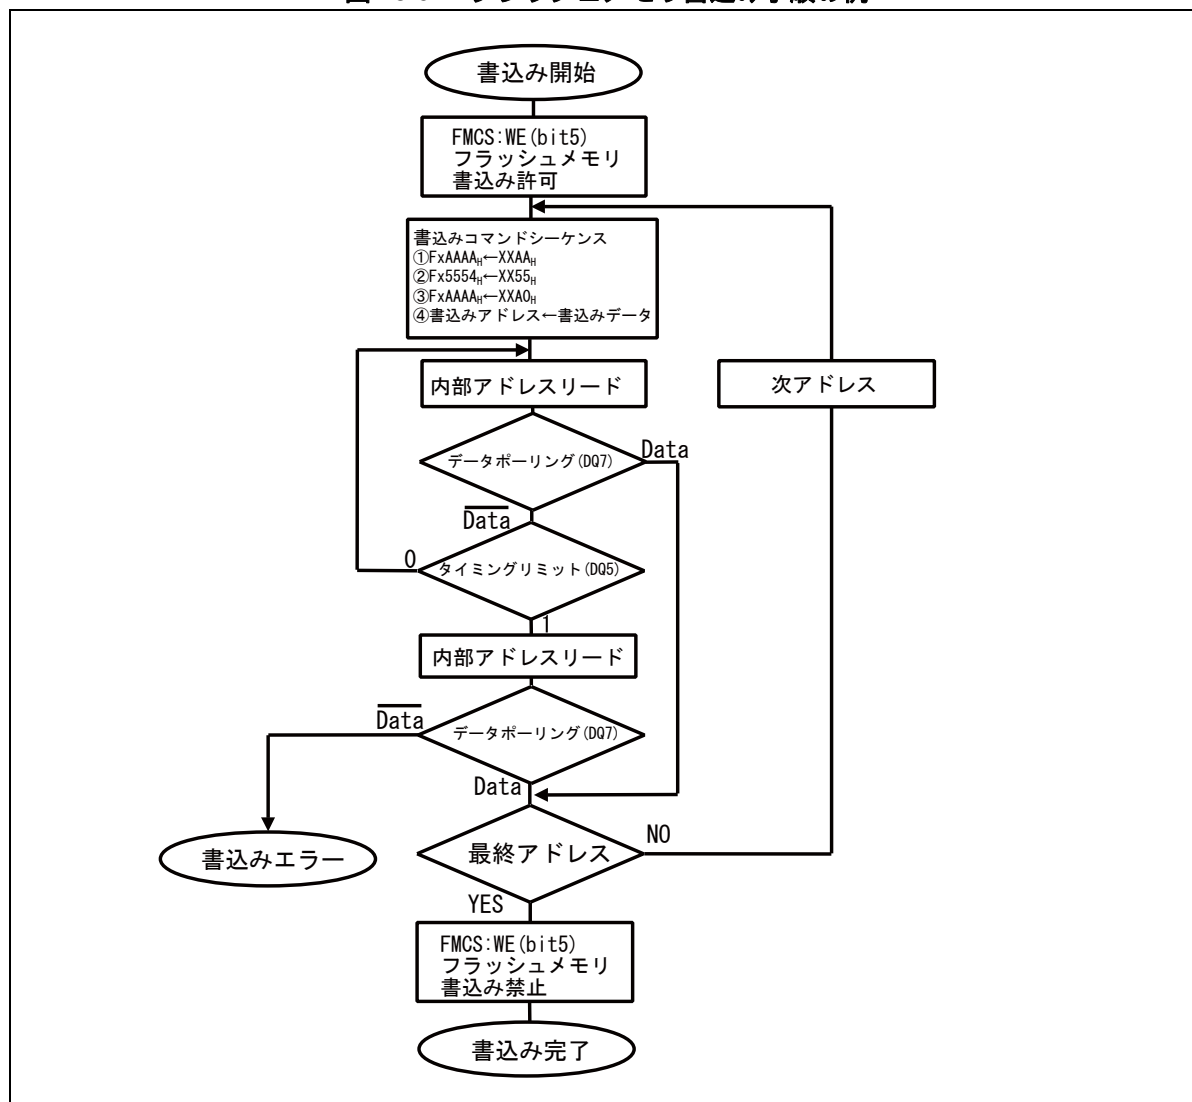 書込み開始
FMCS:WE(bit5)
フラッシュメモリ
書込み許可
書込みコマンドシーケンス
①FxAAAAH←XXAAH
②Fx5554H←XX55H
③FxAAAAH←XXA0H
④書込みアドレス←書込みデータ
内部アドレスリード
次アドレス
データポーリング(DQ7)
Data
Data
0
タイミングリミット(DQ5)
1
内部アドレスリード
Data
データポーリング(DQ7)
Data
NO
書込みエラー
最終アドレス
YES
FMCS:WE(bit5)
フラッシュメモリ
書込み禁止
書込み完了